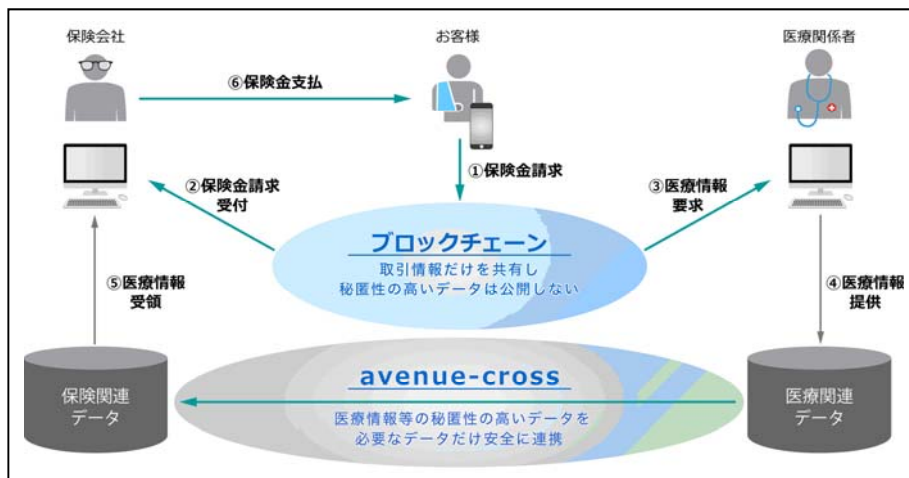 保険会社
お客様
医療関係者
⑥保険金支払
①保険金請求
②保険金請求
受付
③医療情報
要求
ブロックチェーン
取引情報だけを共有し
秘匿性の高いデータは公開しない
⑤医療情報
受領
④医療情報
提供
保険関連
データ
avenue-cross
医療情報等の秘匿性の高いデータを
必要なデータだけ安全に連携
医療関連
データ